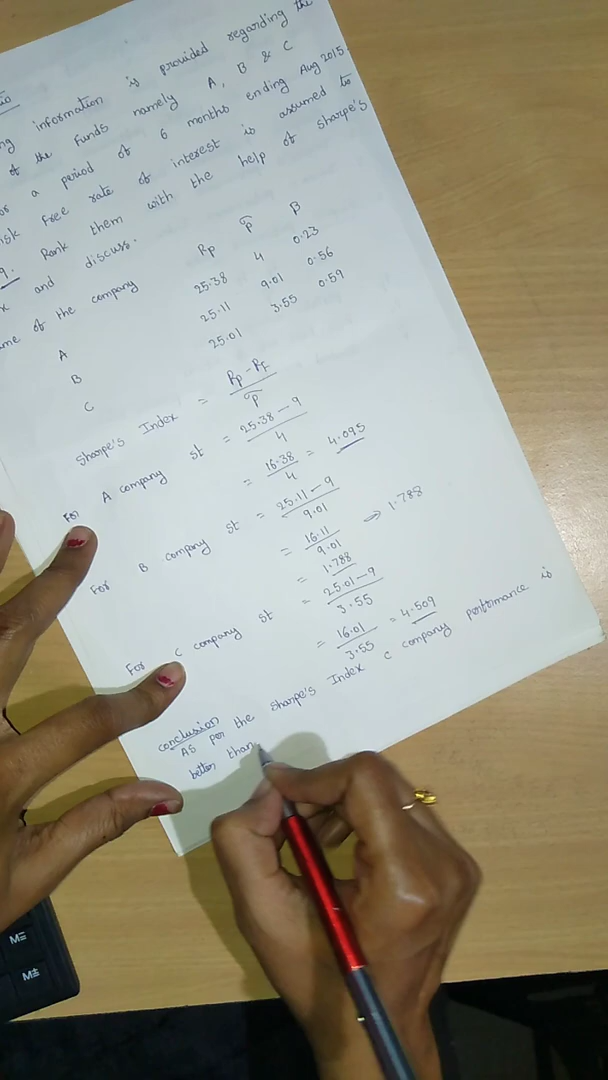 information is provided regarding the
of the Funds namely A, B & C
a period of 6 months ending Aug 2015.
Free rate of interest is assumed to
9. Rank them with the help of Sharpe's
and discuss.
of the company Rp σp B
A 25.38 4 0.23
B 25.11 9.01 0.56
C 25.01 3.55 0.59
Sharpe's Index = Rp - Rf / σp
For A company st = 25.38 - 9 / 4
= 16.38 / 4 = 4.095
For B company st = 25.11 - 9 / 9.01
= 16.11 / 9.01 ⇒ 1.788
= 1.788
For C company st = 25.01 - 9 / 3.55
= 16.01 / 3.55 = 4.509
conclusion
AS per the Sharpe's Index C company performance is
better than
M=
M±